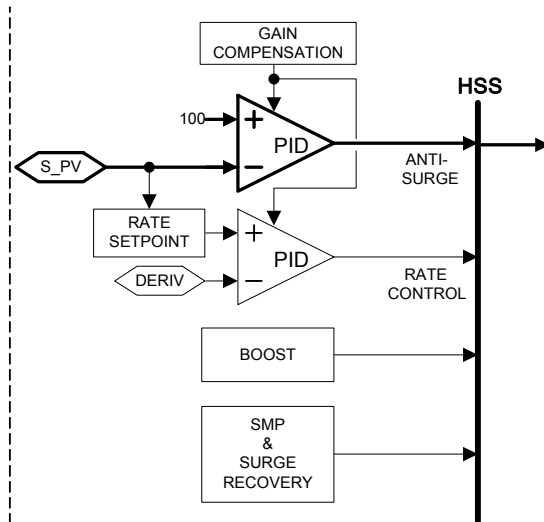 GAIN
COMPENSATION
HSS
100
+
PID
−
ANTI-
SURGE
S_PV
RATE
SETPOINT
+
PID
−
DERIV
RATE
CONTROL
BOOST
SMP
&
SURGE
RECOVERY